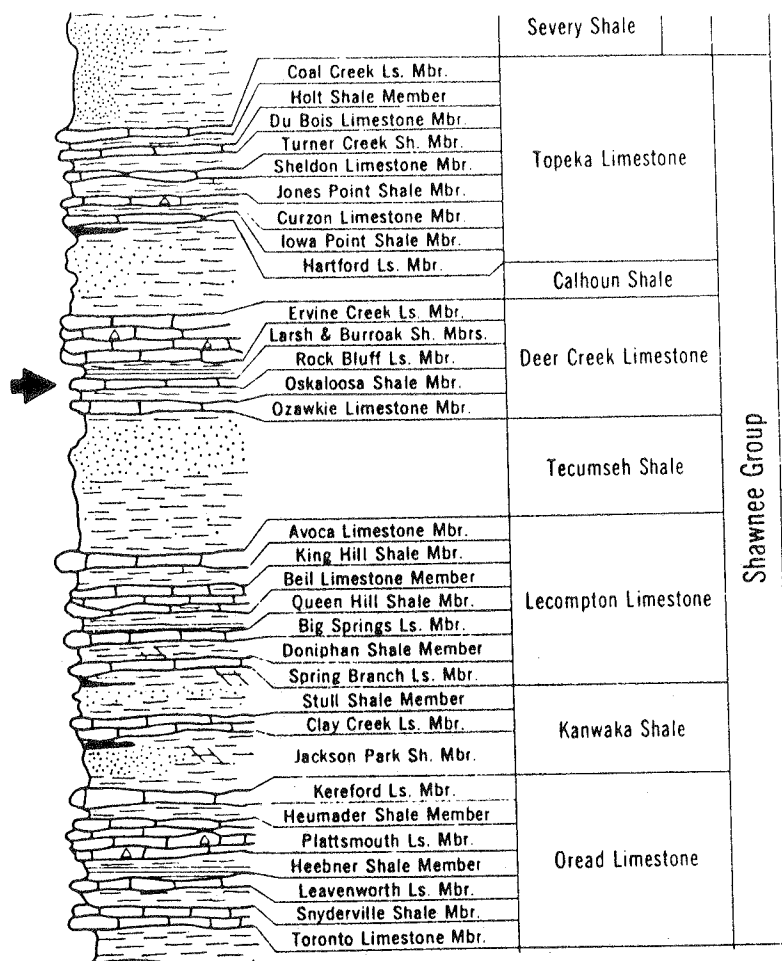 Severy Shale
Coal Creek Ls. Mbr.
Holt Shale Member
Du Bois Limestone Mbr.
Turner Creek Sh. Mbr.
Sheldon Limestone Mbr.
Jones Point Shale Mbr.
Curzon Limestone Mbr.
Iowa Point Shale Mbr.
Hartford Ls. Mbr.
Topeka Limestone
Calhoun Shale
Ervine Creek Ls. Mbr.
Larsh & Burroak Sh. Mbrs.
Rock Bluff Ls. Mbr.
Oskaloosa Shale Mbr.
Ozawkie Limestone Mbr.
Deer Creek Limestone
Tecumseh Shale
Avoca Limestone Mbr.
King Hill Shale Mbr.
Beil Limestone Member
Queen Hill Shale Mbr.
Big Springs Ls. Mbr.
Doniphan Shale Member
Spring Branch Ls. Mbr.
Lecompton Limestone
Stull Shale Member
Clay Creek Ls. Mbr.
Jackson Park Sh. Mbr.
Kanwaka Shale
Kereford Ls. Mbr.
Heumader Shale Member
Plattsmouth Ls. Mbr.
Heebner Shale Member
Leavenworth Ls. Mbr.
Snyderville Shale Mbr.
Toronto Limestone Mbr.
Oread Limestone
Shawnee Group